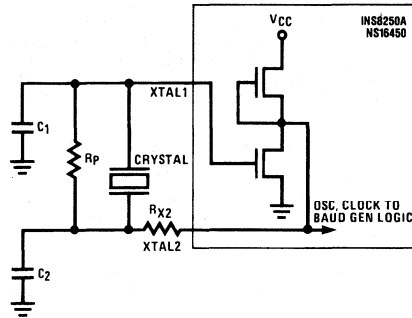 VCC
INS8250A
NS16450
XTAL1
C1
RP
CRYSTAL
RX2
XTAL2
OSC, CLOCK TO
BAUD GEN LOGIC
C2